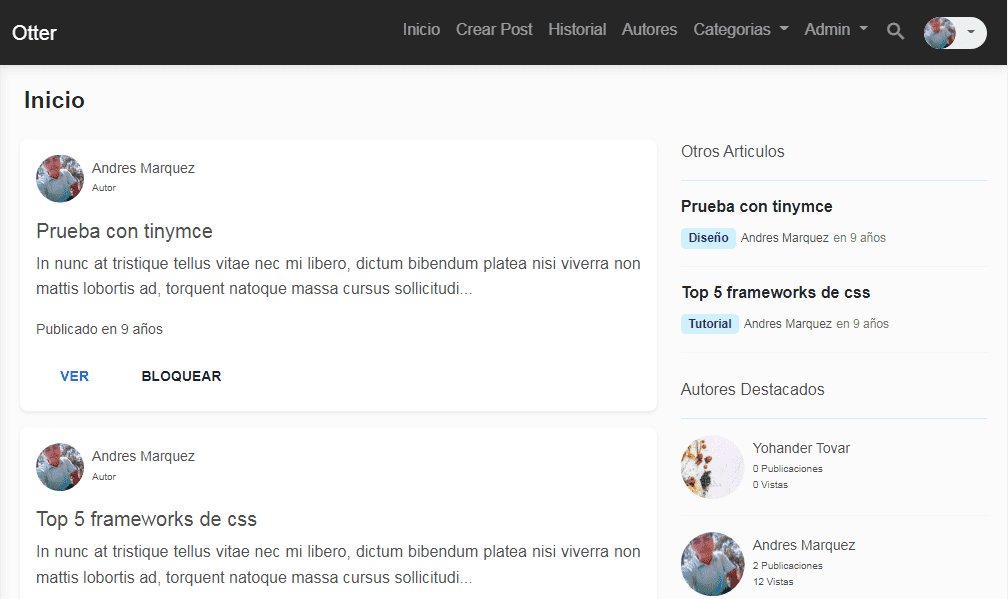 Otter
Inicio Crear Post Historial Autores Categorias Admin
Inicio
Andres Marquez
Autor
Prueba con tinymce
In nunc at tristique tellus vitae nec mi libero, dictum bibendum platea nisi viverra non
mattis lobortis ad, torquent natoque massa cursus sollicitudi...
Publicado en 9 años
VER BLOQUEAR
Andres Marquez
Autor
Top 5 frameworks de css
In nunc at tristique tellus vitae nec mi libero, dictum bibendum platea nisi viverra non
mattis lobortis ad, torquent natoque massa cursus sollicitudi...
Otros Articulos
Prueba con tinymce
Diseño Andres Marquez en 9 años
Top 5 frameworks de css
Tutorial Andres Marquez en 9 años
Autores Destacados
Yohander Tovar
0 Publicaciones
0 Vistas
Andres Marquez
2 Publicaciones
12 Vistas